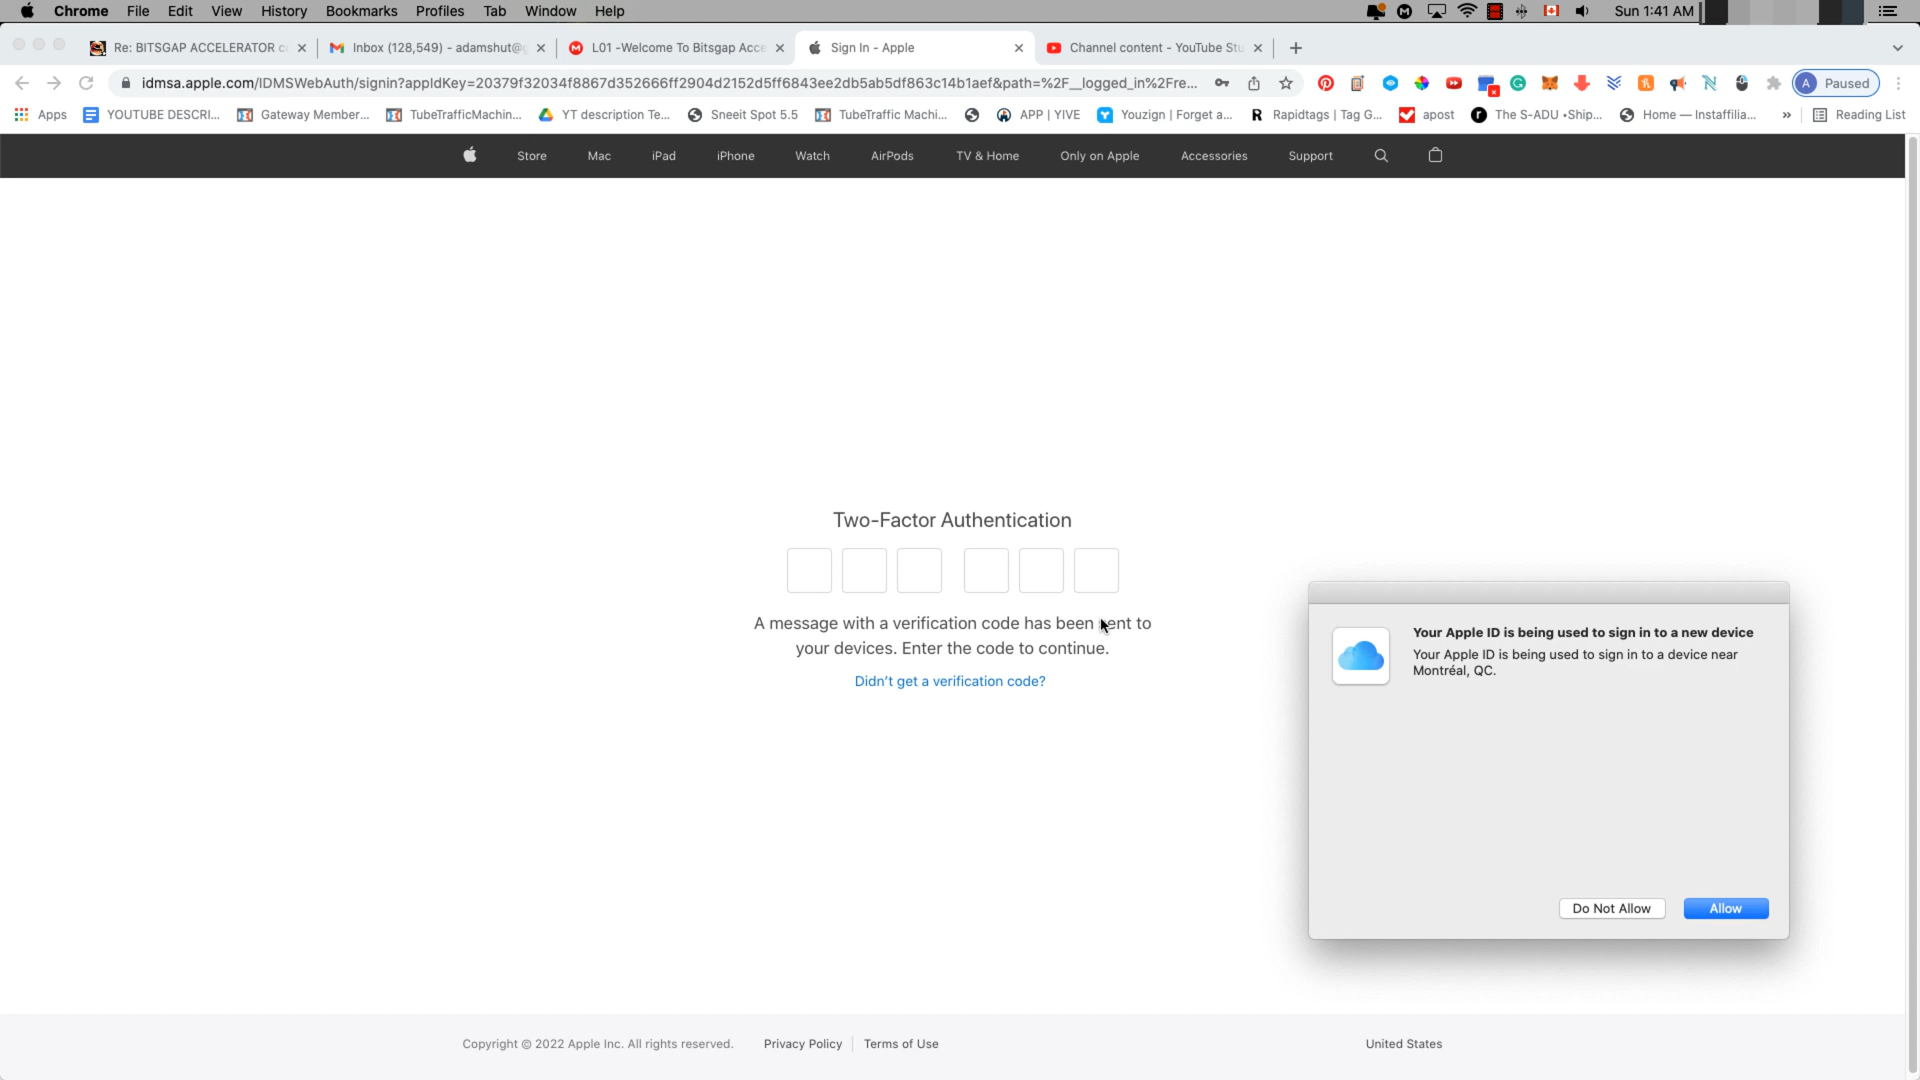 Chrome File Edit View History Bookmarks Profiles Tab Window Help Sun 1:41 AM
Re: BITSGAP ACCELERATOR c
Inbox (128,549) - adamshut@g
L01 -Welcome To Bitsgap Acce
Sign In - Apple
Channel content - YouTube Stu
idmsa.apple.com/IDMSWebAuth/signin?appIdKey=20379f32034f8867d352666ff2904d2152d5ff6843ee2db5ab5df863c14b1aef&path=%2F__logged_in%2Fre... A Paused
Apps YOUTUBE DESCRI... Gateway Member... TubeTrafficMachin... YT description Te... Sneeit Spot 5.5 TubeTraffic Machi... APP | YIVE Youzign | Forget a... R Rapidtags | Tag G... apost The S-ADU •Ship... Home — Instaffilia... » Reading List
Store Mac iPad iPhone Watch AirPods TV & Home Only on Apple Accessories Support
Two-Factor Authentication
A message with a verification code has been sent to
your devices. Enter the code to continue.
Didn't get a verification code?
Your Apple ID is being used to sign in to a new device
Your Apple ID is being used to sign in to a device near
Montréal, QC.
Do Not Allow Allow
Copyright © 2022 Apple Inc. All rights reserved. Privacy Policy Terms of Use United States